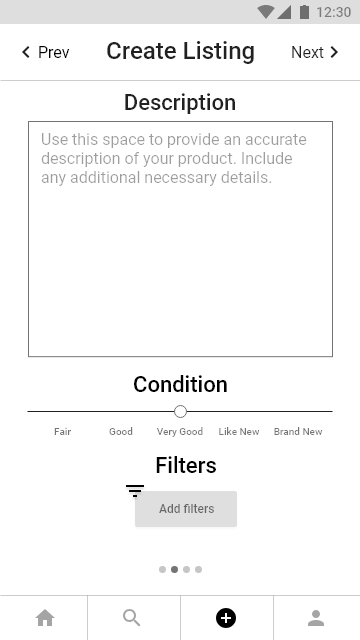 12:30
Prev
Create Listing
Next
Description
Use this space to provide an accurate
description of your product. Include
any additional necessary details.
Condition
Fair Good Very Good Like New Brand New
Filters
Add filters